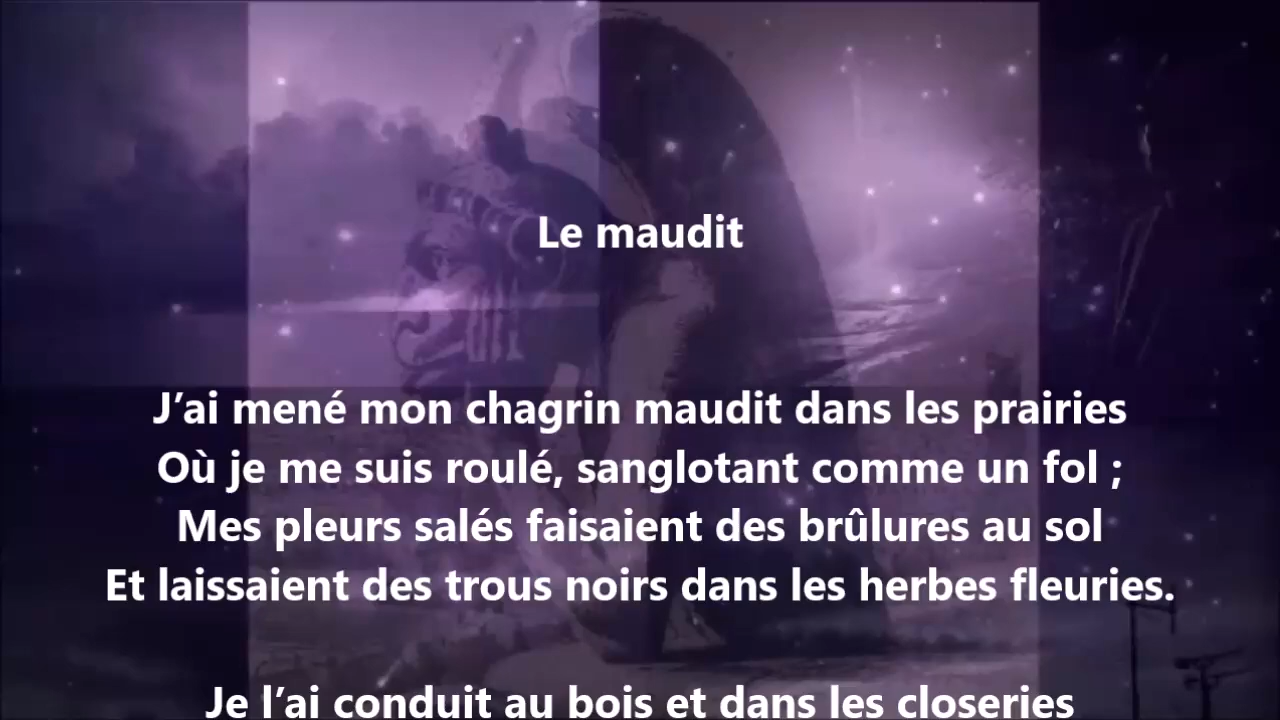 Le maudit
J’ai mené mon chagrin maudit dans les prairies
Où je me suis roulé, sanglotant comme un fol ;
Mes pleurs salés faisaient des brûlures au sol
Et laissaient des trous noirs dans les herbes fleuries.
Je l’ai conduit au bois et dans les closeries